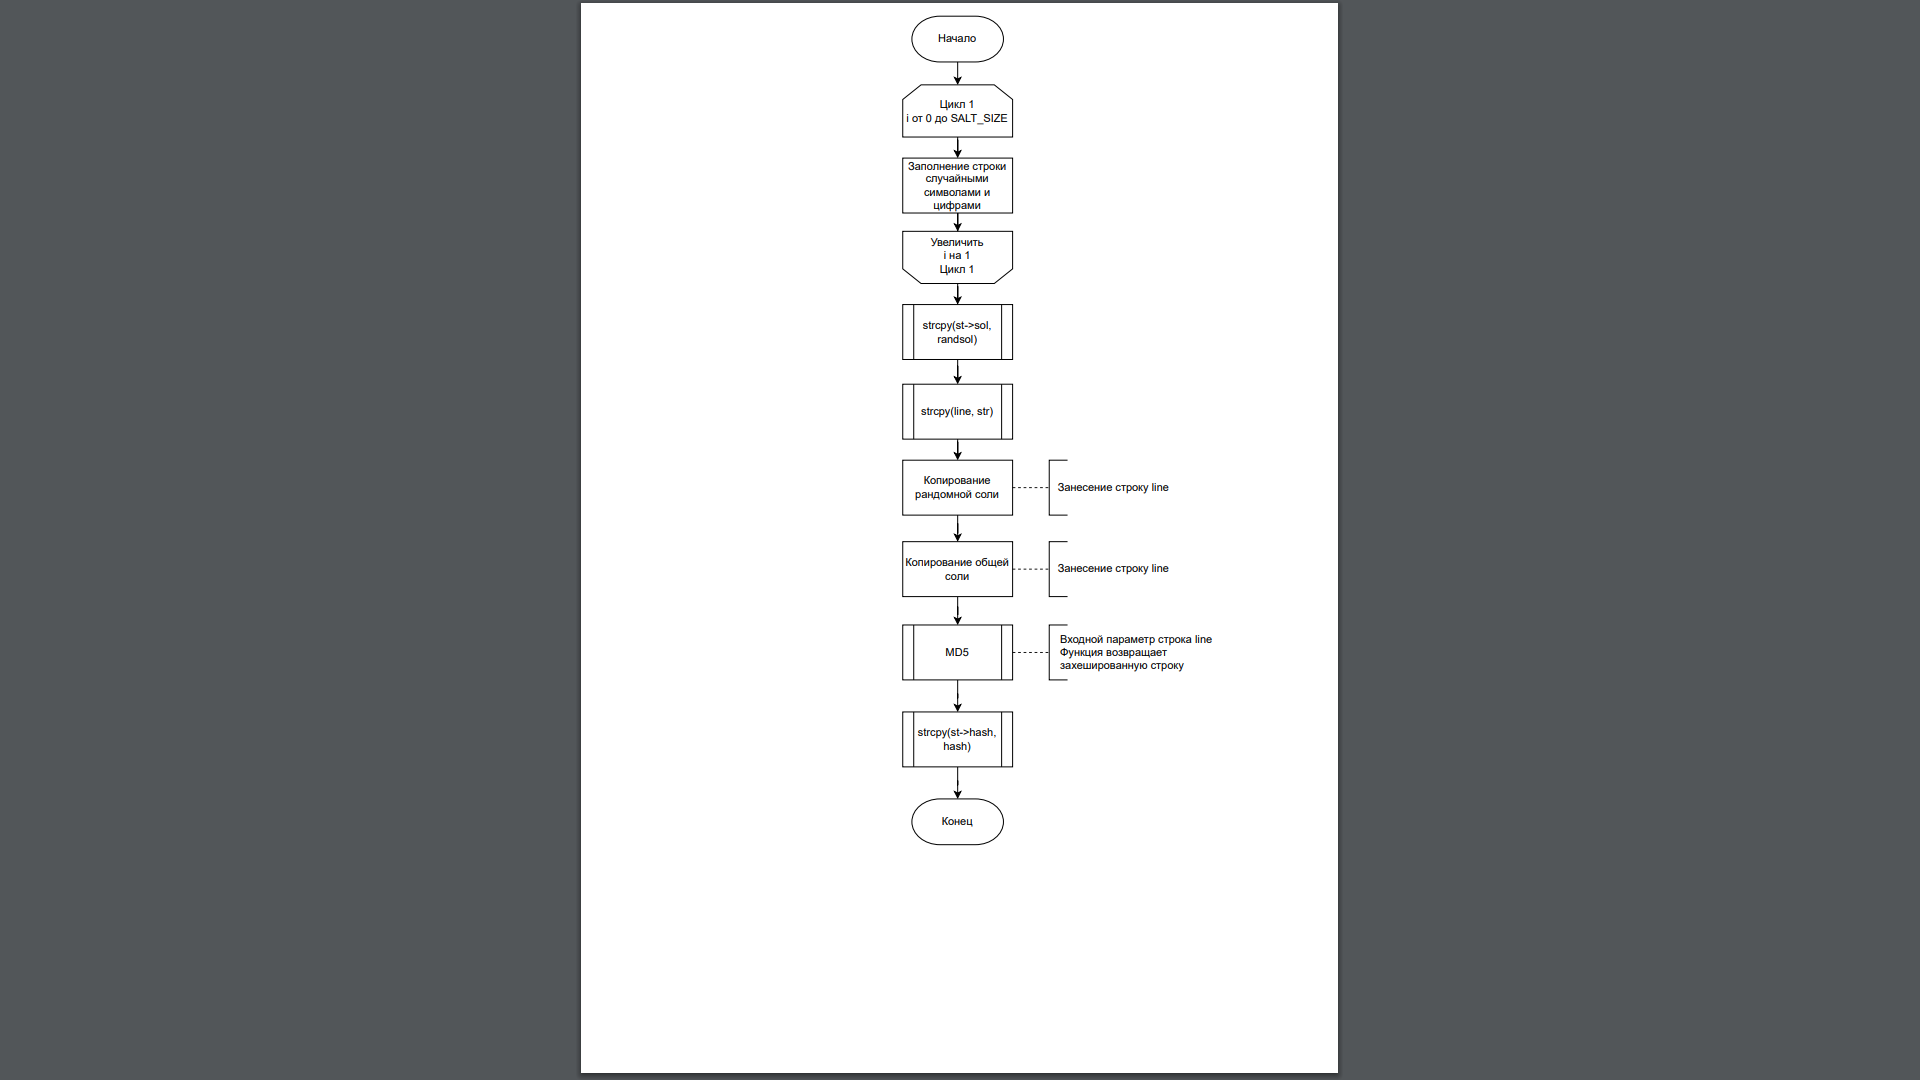 Начало
Цикл 1
i от 0 до SALT_SIZE
Заполнение строки
случайными
символами и
цифрами
Увеличить
i на 1
Цикл 1
strcpy(st->sol,
randsol)
strcpy(line, str)
Копирование
рандомной соли
Занесение строку line
Копирование общей
соли
Занесение строку line
MD5
Входной параметр строка line
Функция возвращает
захешированную строку
strcpy(st->hash,
hash)
Конец